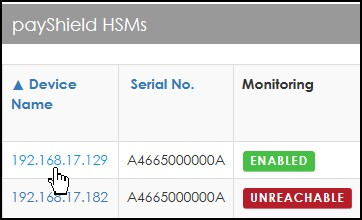 payShield HSMs
▲ Device Name Serial No. Monitoring
192.168.17.129 A4665000000A ENABLED
192.168.17.182 A4665000000A UNREACHABLE